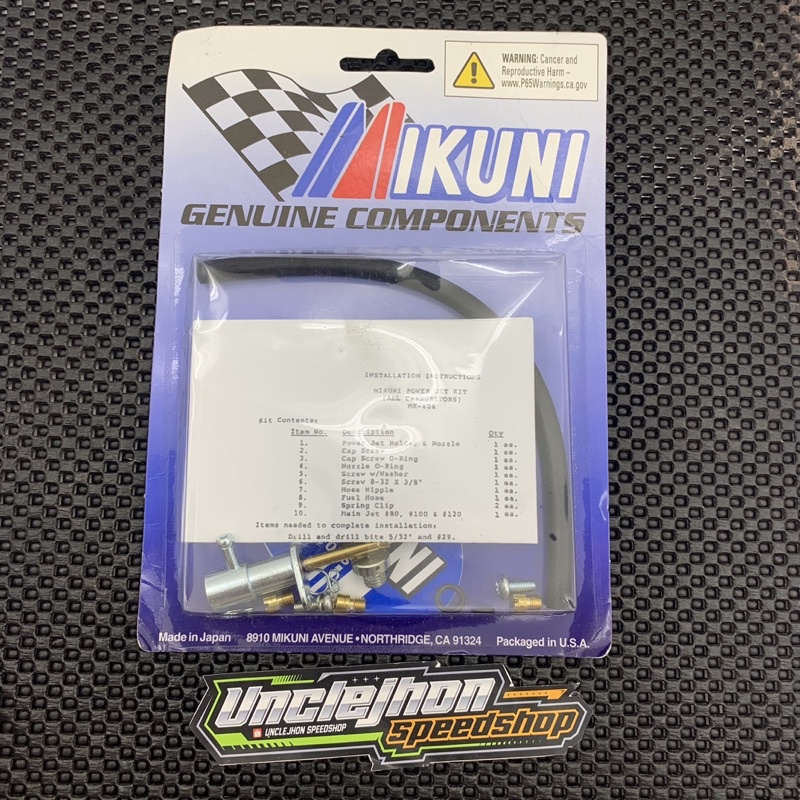 WARNING: Cancer and
Reproductive Harm –
www.P65Warnings.ca.gov
MIKUNI
GENUINE COMPONENTS
INSTALLATION INSTRUCTIONS
MIKUNI POWER JET KIT
(ALL CARBURETORS)
MK-406
Kit Contents:
Item No. Description Qty
1. Power Jet Holder & Nozzle 1 ea.
2. Cap Screw 1 ea.
3. Cap Screw O-Ring 1 ea.
4. Nozzle O-Ring 1 ea.
5. Screw w/Washer 1 ea.
6. Screw 8-32 X 3/8" 1 ea.
7. Hose Nipple 1 ea.
8. Fuel Hose 1 ea.
9. Spring Clip 2 ea.
10. Main Jet #80, #100 & #120 1 ea.
Items needed to complete installation:
Drill and drill bits 5/32" and #29.
Made in Japan 8910 MIKUNI AVENUE • NORTHRIDGE, CA 91324 Packaged in U.S.A.
Unclejhon
UNCLEJHON SPEEDSHOP
speedshop